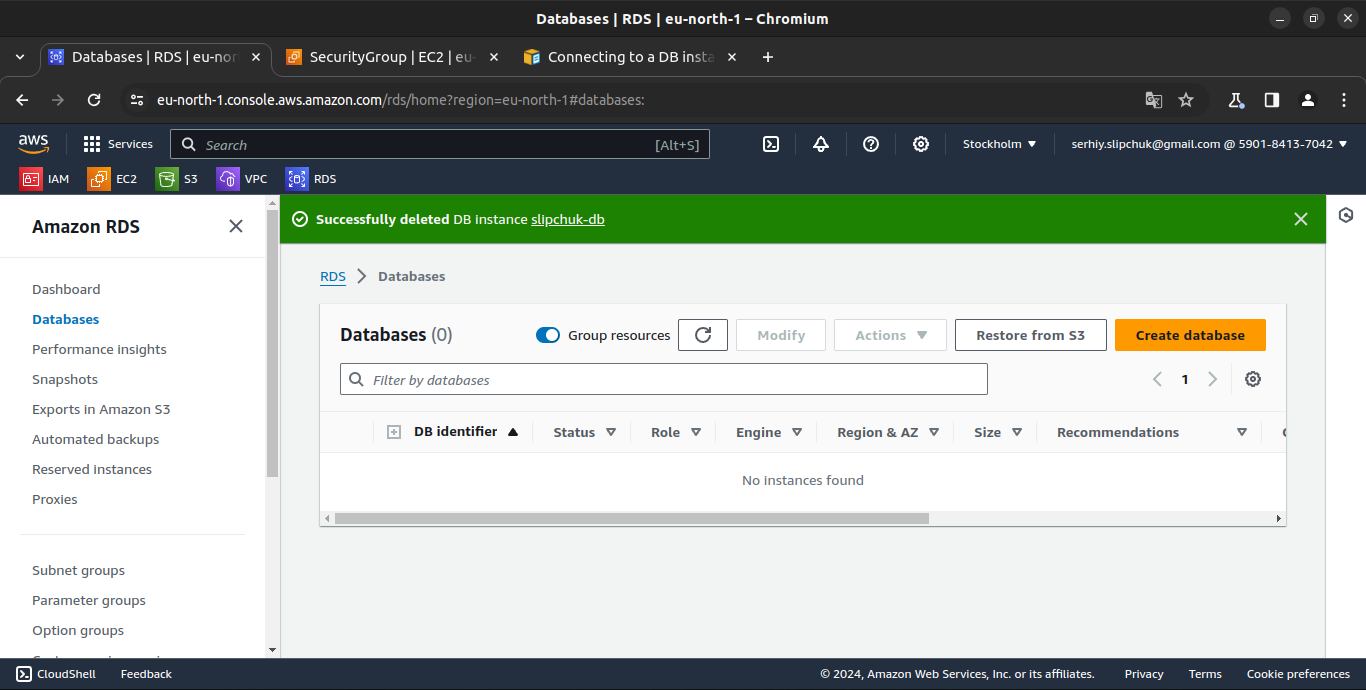 Databases | RDS | eu-north-1 – Chromium
Databases | RDS | eu-nor
SecurityGroup | EC2 | eu-
Connecting to a DB insta
eu-north-1.console.aws.amazon.com/rds/home?region=eu-north-1#databases:
aws
Services
Search
[Alt+S]
Stockholm
serhiy.slipchuk@gmail.com @ 5901-8413-7042
IAM
EC2
S3
VPC
RDS
Amazon RDS
Successfully deleted DB instance slipchuk-db
Dashboard
Databases
Performance insights
Snapshots
Exports in Amazon S3
Automated backups
Reserved instances
Proxies
Subnet groups
Parameter groups
Option groups
RDS
Databases
Databases (0)
Group resources
Modify
Actions
Restore from S3
Create database
Filter by databases
1
DB identifier
Status
Role
Engine
Region & AZ
Size
Recommendations
No instances found
CloudShell
Feedback
© 2024, Amazon Web Services, Inc. or its affiliates.
Privacy
Terms
Cookie preferences